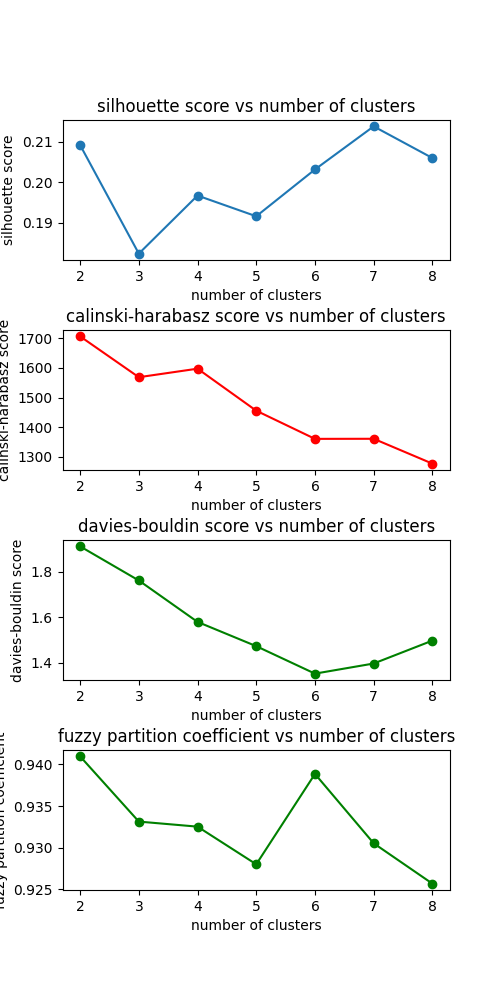 silhouette score vs number of clusters
silhouette score
0.21
0.20
0.19
2 3 4 5 6 7 8
number of clusters
calinski-harabasz score vs number of clusters
calinski-harabasz score
1700
1600
1500
1400
1300
2 3 4 5 6 7 8
number of clusters
davies-bouldin score vs number of clusters
davies-bouldin score
1.8
1.6
1.4
2 3 4 5 6 7 8
number of clusters
fuzzy partition coefficient vs number of clusters
fuzzy partition coefficient
0.940
0.935
0.930
0.925
2 3 4 5 6 7 8
number of clusters